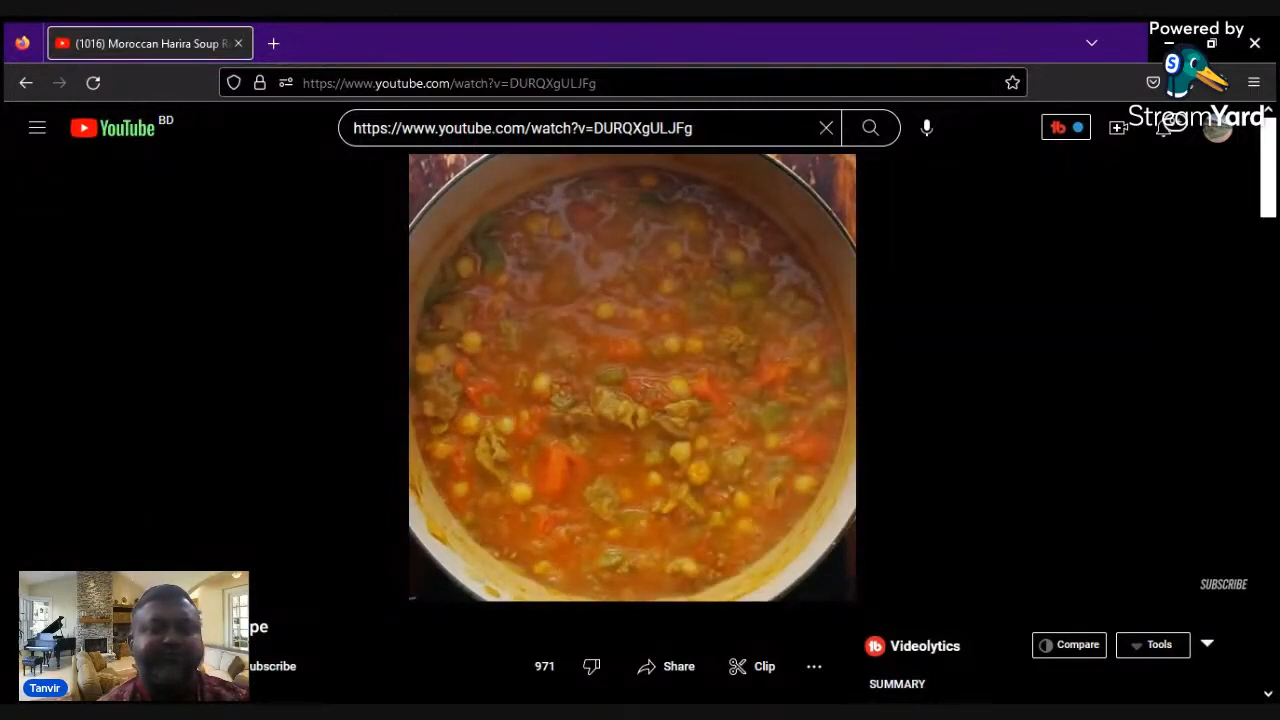 Powered by
StreamYard
(1016) Moroccan Harira Soup R
https://www.youtube.com/watch?v=DURQXgULJFg
YouTube BD
https://www.youtube.com/watch?v=DURQXgULJFg
SUBSCRIBE
pe
ubscribe
971
Share
Clip
Videolytics
Compare
Tools
SUMMARY
Tanvir